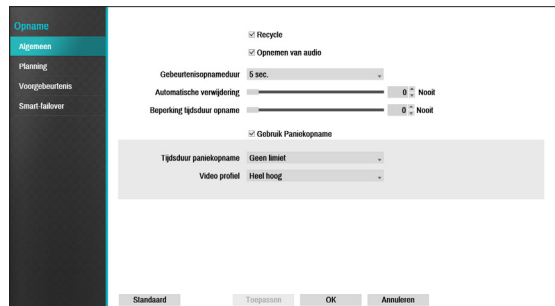 Opname
Algemeen
Planning
Voorgebeurtenis
Smart-failover
Recycle
Opnemen van audio
Gebeurtenisopnameduur 5 sec.
Automatische verwijdering 0 Nooit
Beperking tijdsduur opname 0 Nooit
Gebruik Paniekopname
Tijdsduur paniekopname Geen limiet
Video profiel Heel hoog
Standaard Toepassen OK Annuleren